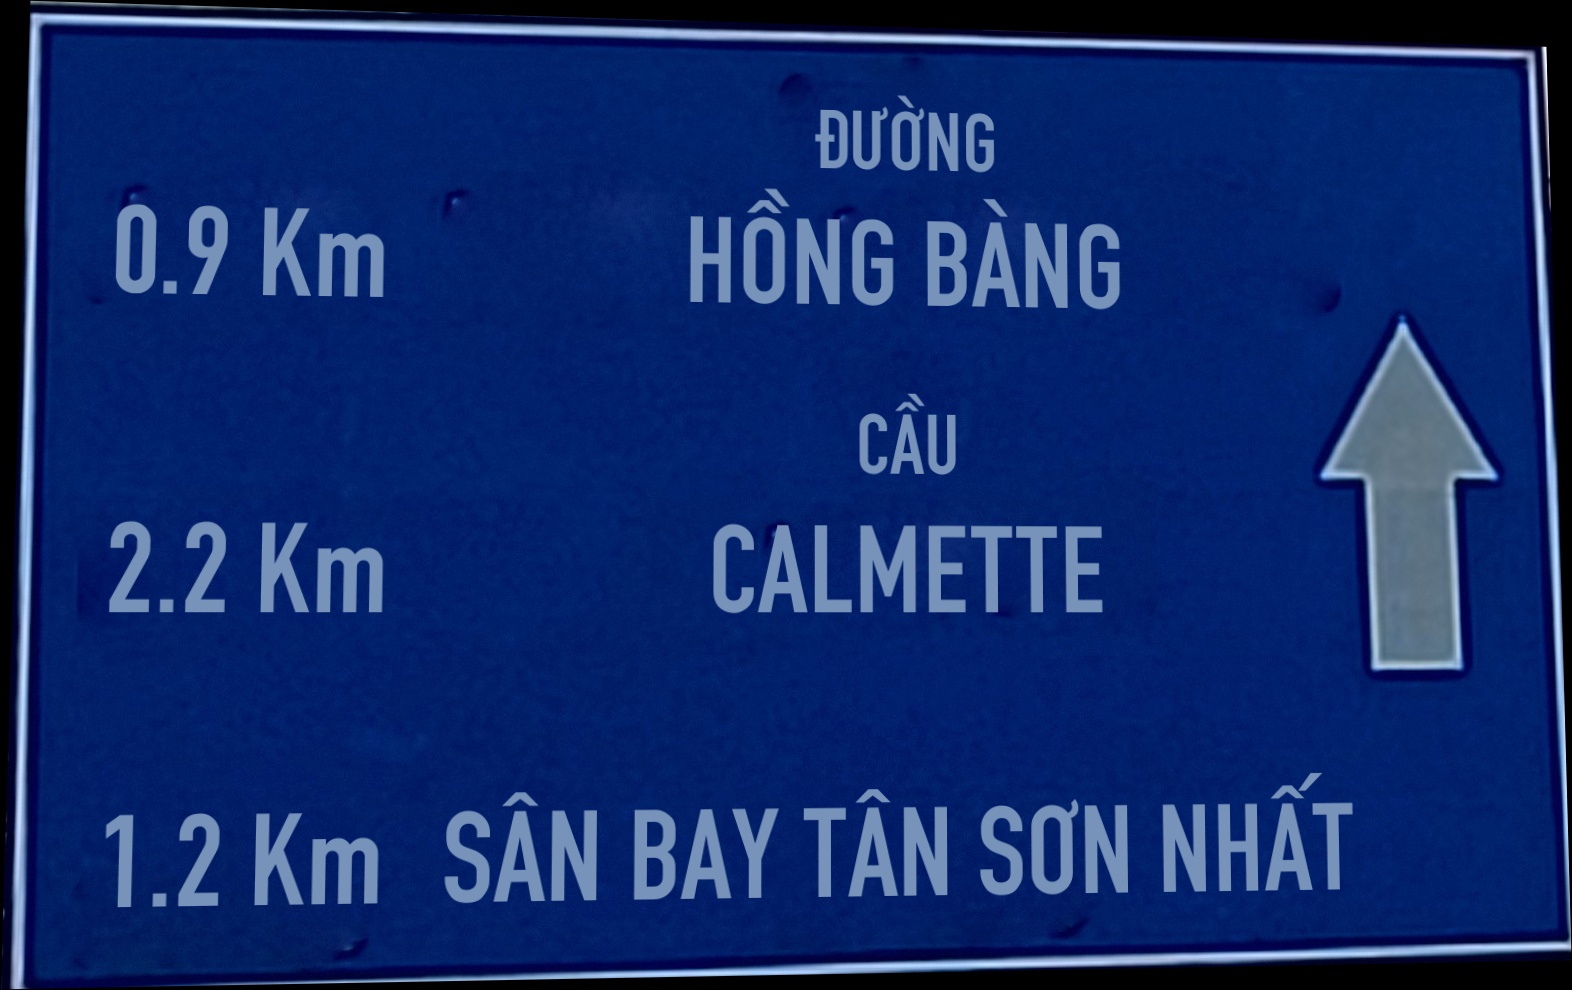 ĐƯỜNG
0.9 Km HỒNG BÀNG
CẦU
2.2 Km CALMETTE
1.2 Km SÂN BAY TÂN SƠN NHẤT